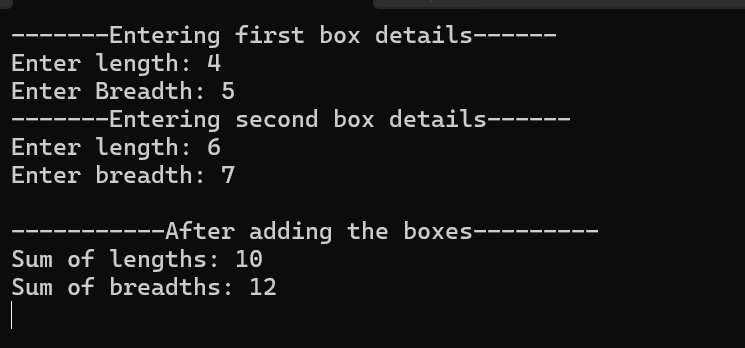 -------Entering first box details------
Enter length: 4
Enter Breadth: 5
-------Entering second box details------
Enter length: 6
Enter breadth: 7
-----------After adding the boxes---------
Sum of lengths: 10
Sum of breadths: 12